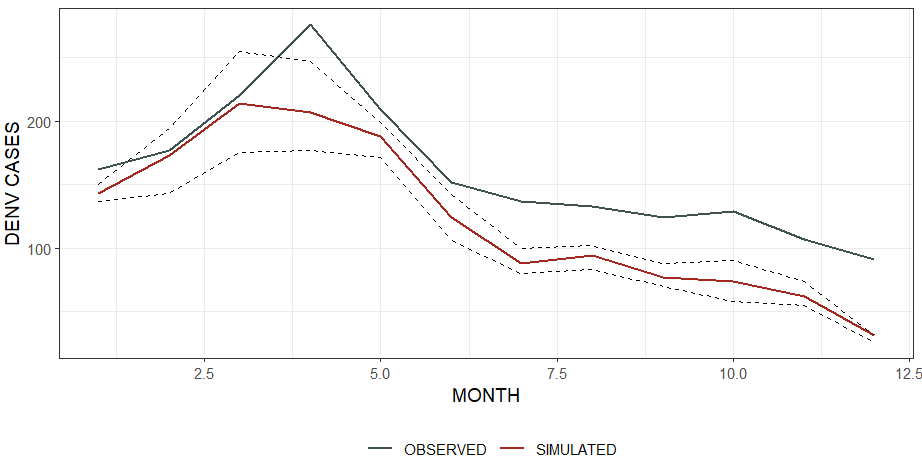 DENV CASES
200
100
2.5
5.0
7.5
10.0
12.5
MONTH
OBSERVED
SIMULATED